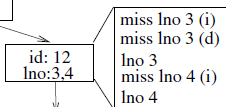 id: 12
lno:3,4
miss lno 3 (i)
miss lno 3 (d)
lno 3
miss lno 4 (i)
lno 4